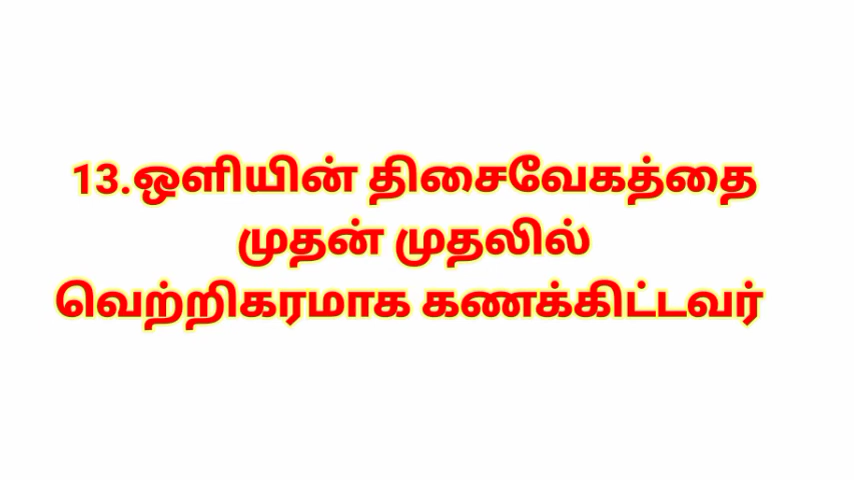 13.ஒளியின் திசைவேகத்தை
முதன் முதலில்
வெற்றிகரமாக கணக்கிட்டவர்